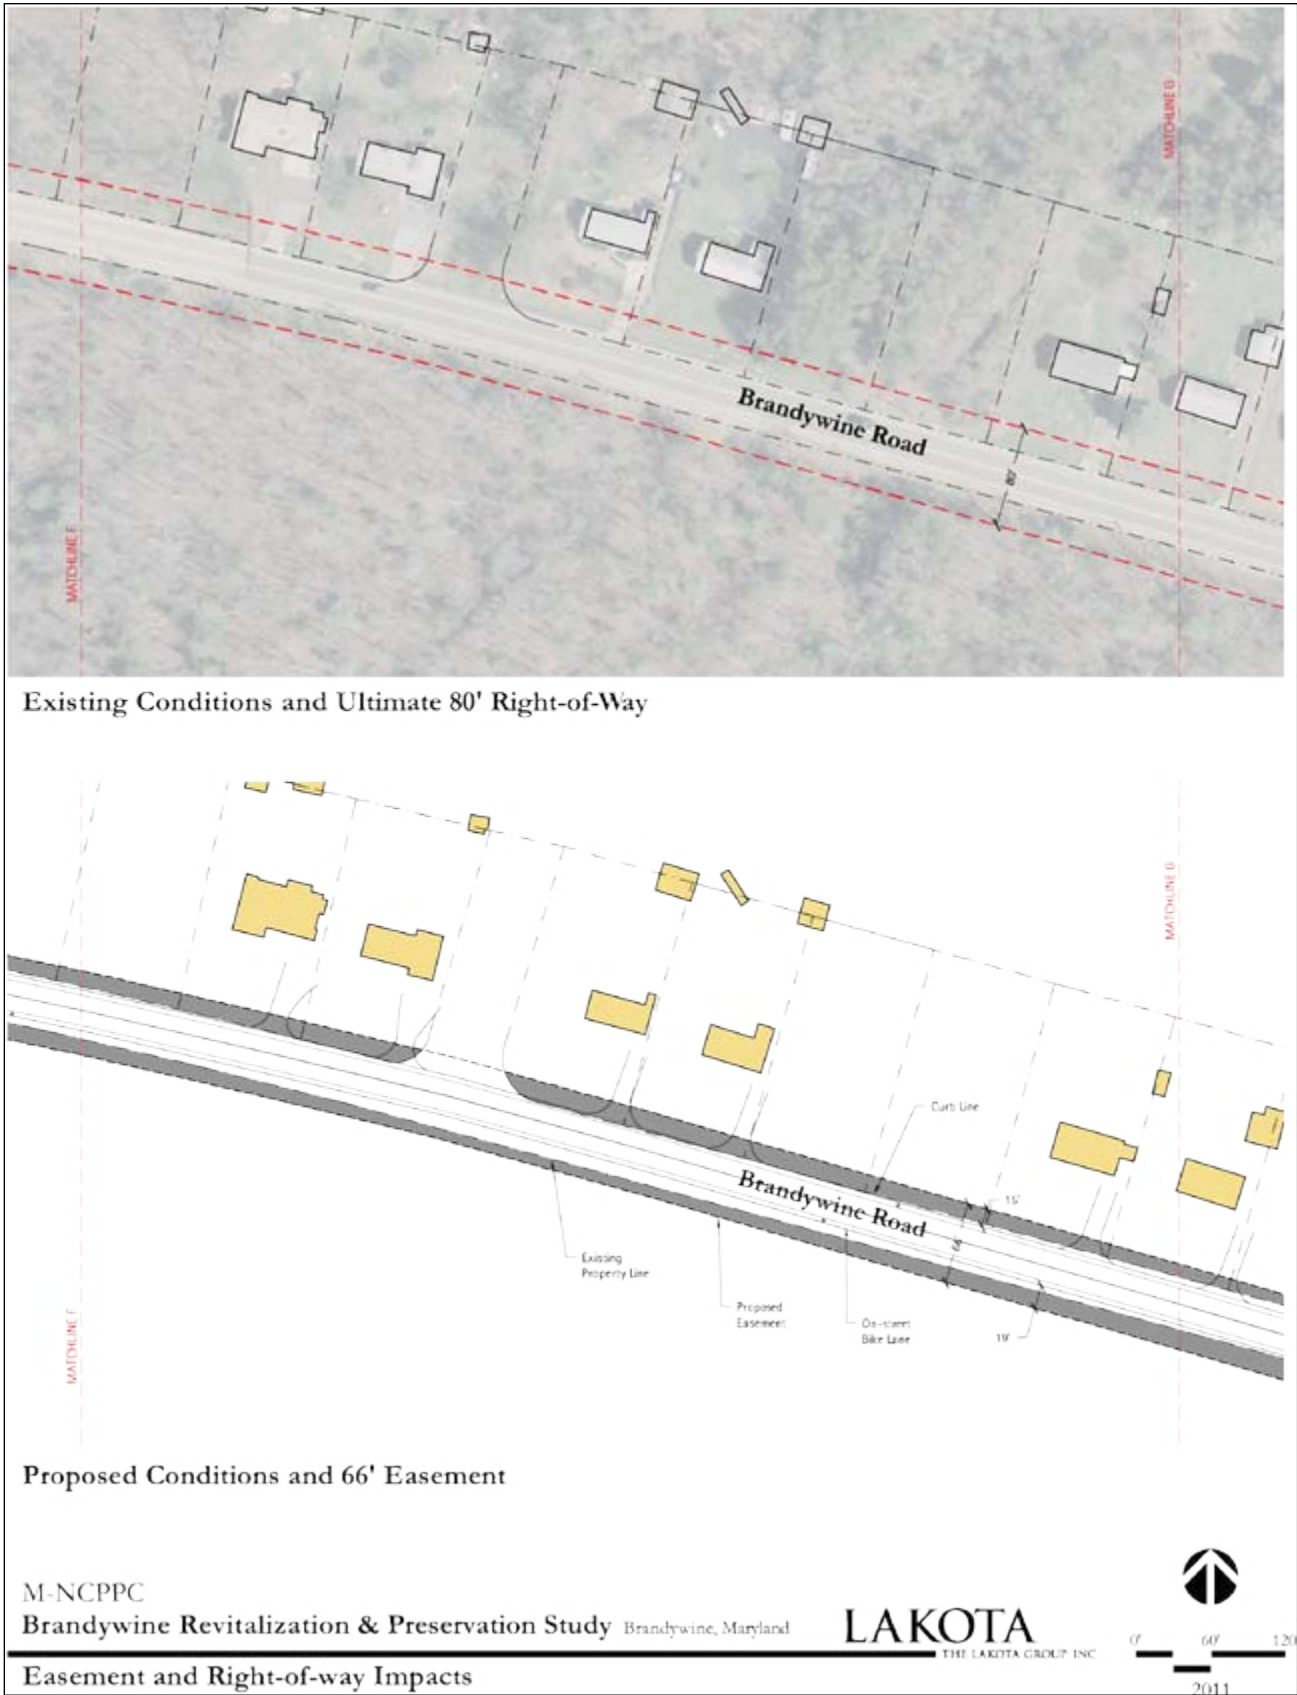 MATCHLINE G
Brandywine Road
80'
MATCHLINE F
Existing Conditions and Ultimate 80' Right-of-Way
MATCHLINE G
Curb Line
15'
Brandywine Road
Existing
Property Line
Proposed
Easement
On-street
Bike Lane
19'
MATCHLINE F
Proposed Conditions and 66' Easement
M-NCPPC
Brandywine Revitalization & Preservation Study Brandywine, Maryland
LAKOTA
THE LAKOTA GROUP INC
0' 60' 120
Easement and Right-of-way Impacts
2011